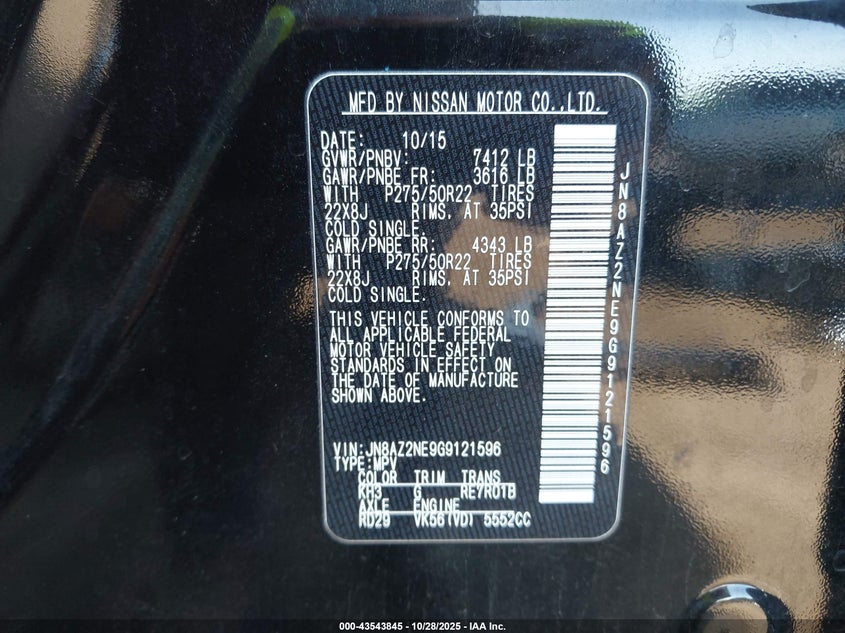 MFD BY NISSAN MOTOR CO.,LTD.
DATE: 10/15
GVWR/PNBV: 7412 LB
GAWR/PNBE FR: 3616 LB
WITH P275/50R22 TIRES
22X8J RIMS, AT 35PSI
COLD SINGLE.
GAWR/PNBE RR: 4343 LB
WITH P275/50R22 TIRES
22X8J RIMS, AT 35PSI
COLD SINGLE.
THIS VEHICLE CONFORMS TO
ALL APPLICABLE FEDERAL
MOTOR VEHICLE SAFETY
STANDARDS IN EFFECT ON
THE DATE OF MANUFACTURE
SHOWN ABOVE.
VIN:JN8AZ2NE9G9121596
TYPE:MPV
COLOR TRIM TRANS
KH3 G RE7R01B
AXLE ENGINE
RD29 VK56(VD) 5552CC
JN8AZ2NE9G9121596
000-43543845 - 10/28/2025 - IAA Inc.